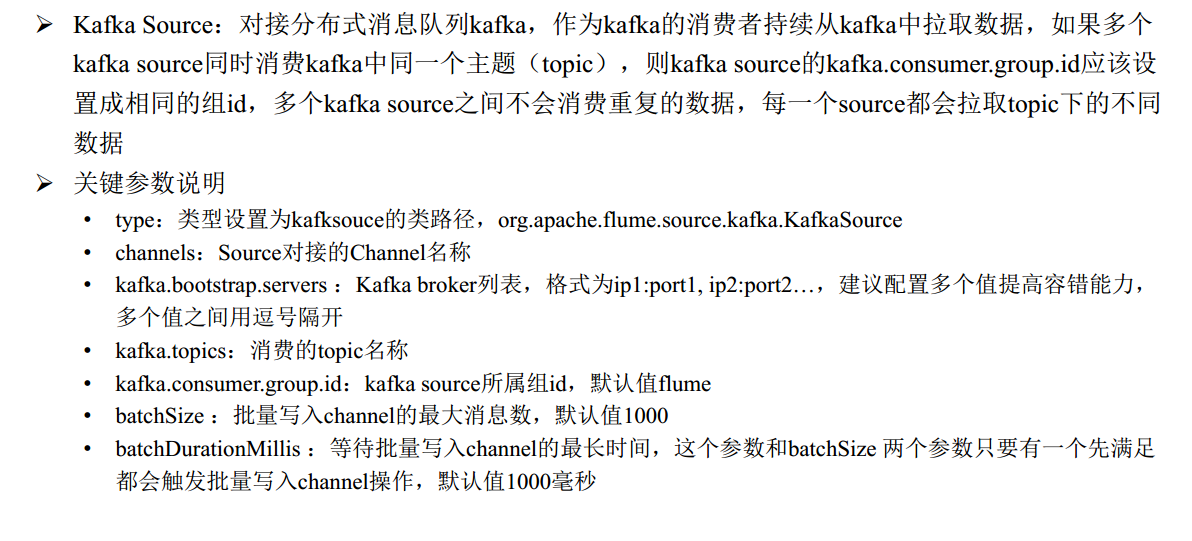 ➢ Kafka Source：对接分布式消息队列kafka，作为kafka的消费者持续从kafka中拉取数据，如果多个
kafka source同时消费kafka中同一个主题（topic），则kafka source的kafka.consumer.group.id应该设
置成相同的组id，多个kafka source之间不会消费重复的数据，每一个source都会拉取topic下的不同
数据
➢ 关键参数说明
• type：类型设置为kafksouce的类路径，org.apache.flume.source.kafka.KafkaSource
• channels：Source对接的Channel名称
• kafka.bootstrap.servers ：Kafka broker列表，格式为ip1:port1, ip2:port2…，建议配置多个值提高容错能力，
多个值之间用逗号隔开
• kafka.topics：消费的topic名称
• kafka.consumer.group.id：kafka source所属组id，默认值flume
• batchSize ：批量写入channel的最大消息数，默认值1000
• batchDurationMillis ：等待批量写入channel的最长时间，这个参数和batchSize 两个参数只要有一个先满足
都会触发批量写入channel操作，默认值1000毫秒